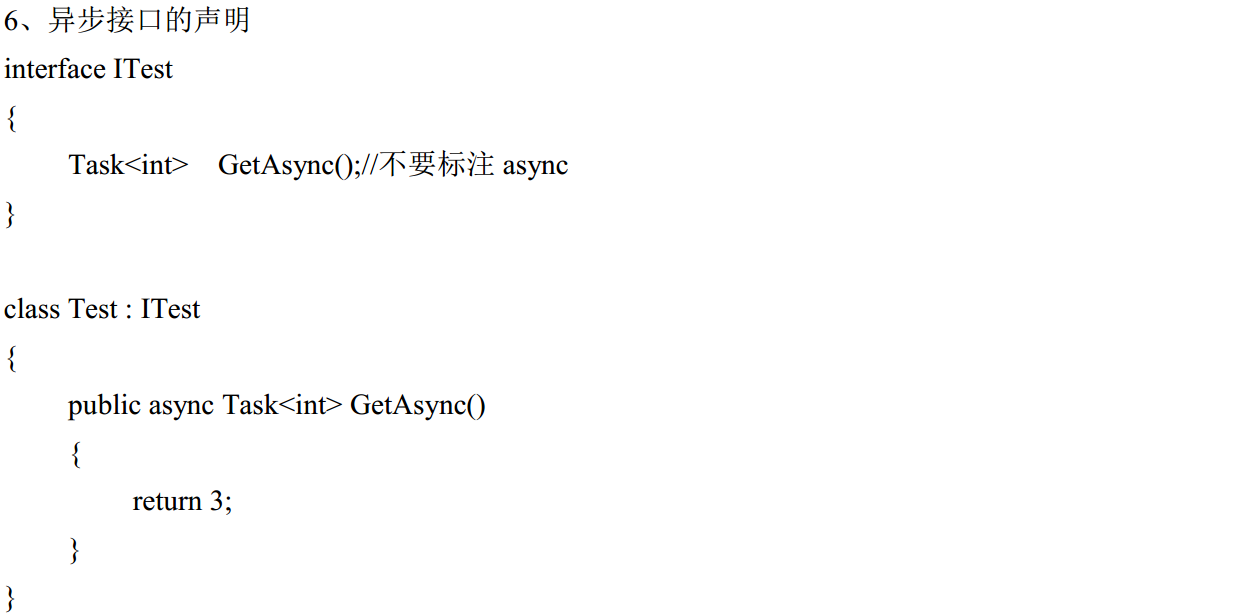 6、异步接口的声明
interface ITest
{
Task<int> GetAsync();//不要标注 async
}
class Test : ITest
{
public async Task<int> GetAsync()
{
return 3;
}
}